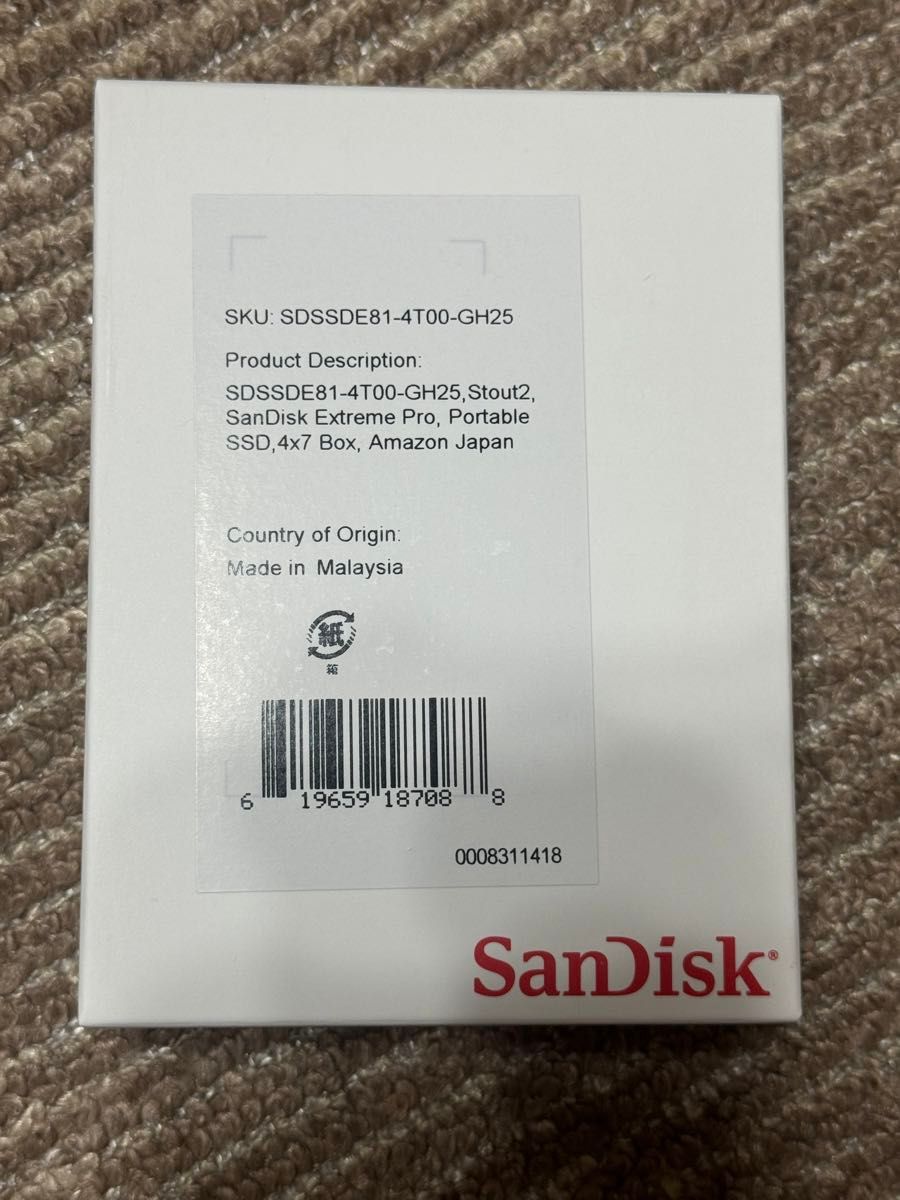 SKU: SDSSDE81-4T00-GH25
Product Description:
SDSSDE81-4T00-GH25,Stout2,
SanDisk Extreme Pro, Portable
SSD,4x7 Box, Amazon Japan
Country of Origin:
Made in Malaysia
紙
箱
6 19659 18708 8
0008311418
SanDisk®